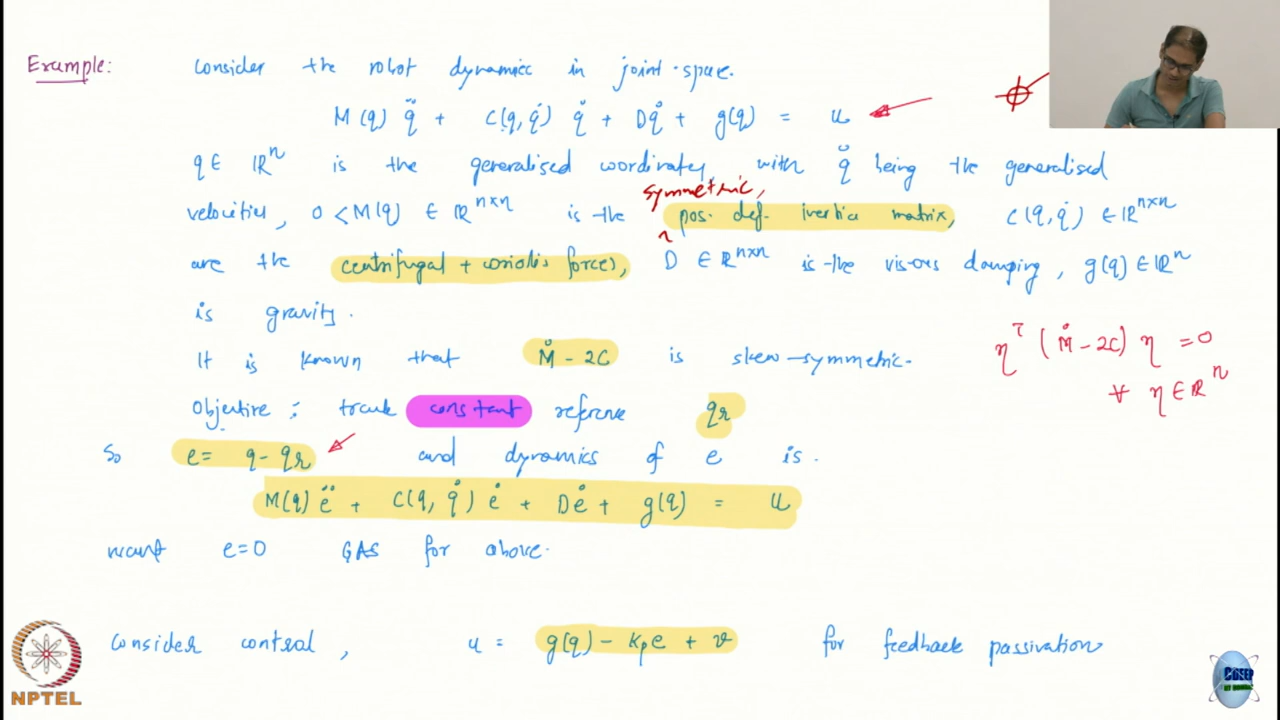 Example: Consider the robot dynamics in joint-space.
M(q) q̈ + C(q, q̇) q̇ + Dq̇ + g(q) = u
q ∈ ℝⁿ is the generalised coordinates, with q̇ being the generalised
symmetric,
velocities, 0 < M(q) ∈ ℝⁿˣⁿ is the pos. def. inertia matrix, C(q, q̇) ∈ ℝⁿˣⁿ
are the centrifugal + coriolis forces, D ∈ ℝⁿˣⁿ is the viscous damping, g(q) ∈ ℝⁿ
is gravity.
It is known that Ṁ - 2C is skew-symmetric.
ηᵀ (Ṁ - 2C) η = 0
∀ η ∈ ℝⁿ
Objective : track constant reference qr
So e = q - qr and dynamics of e is.
M(q) ë + C(q, q̇) ė + Dė + g(q) = u
want e=0 GAS for above.
Consider control, u = g(q) - Kpe + v for feedback passivation
NPTEL